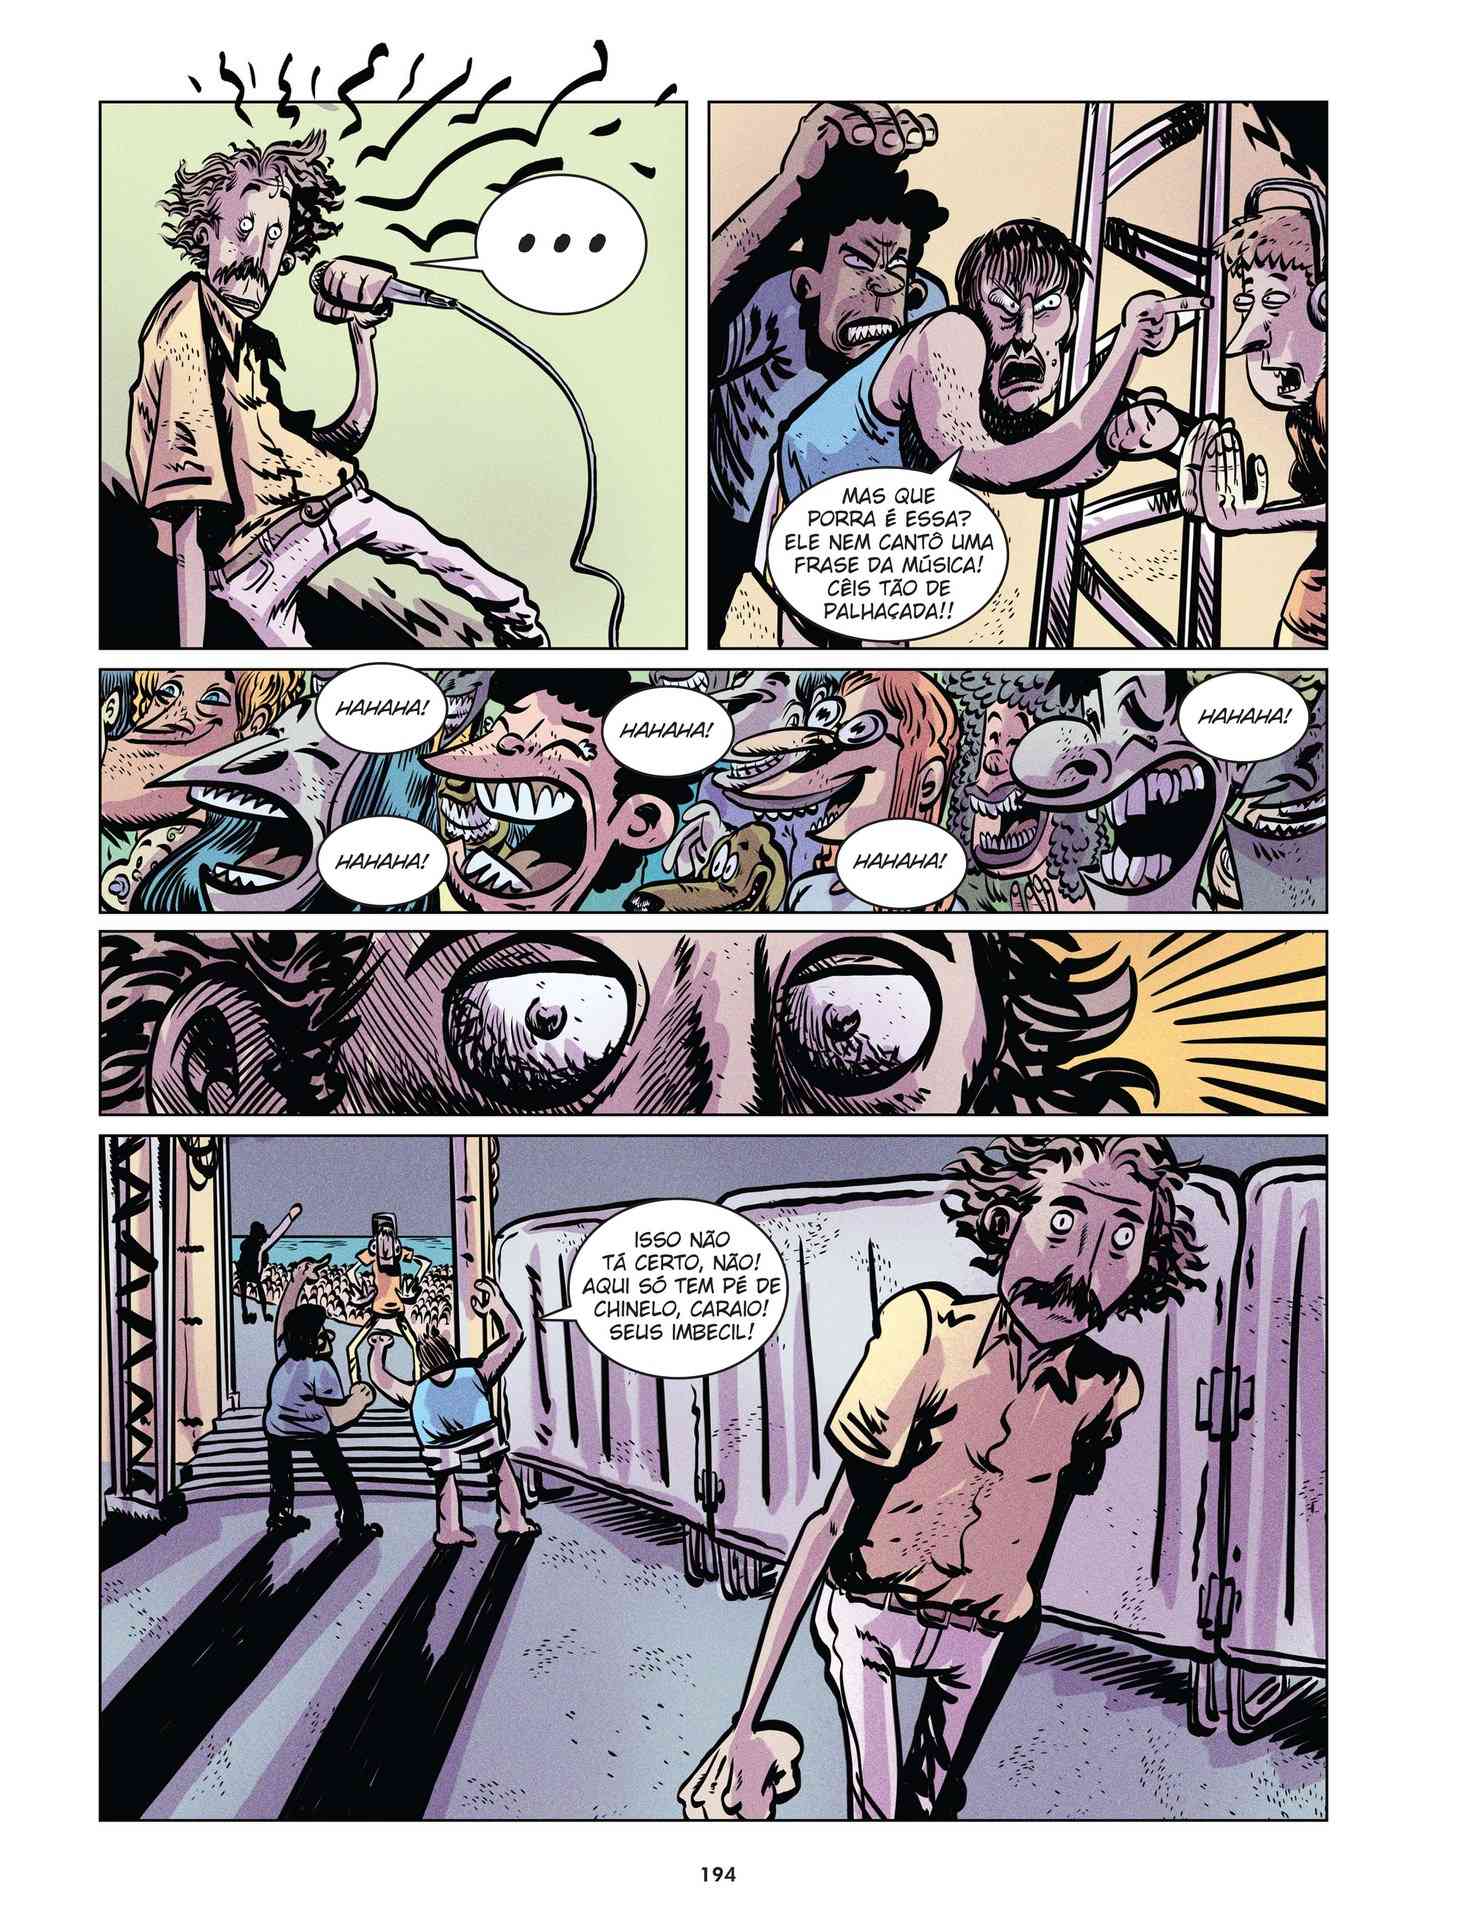 ...
MAS QUE
PORRA É ESSA?
ELE NEM CANTÔ UMA
FRASE DA MÚSICA!
CÊIS TÃO DE
PALHAÇADA!!
HAHAHA!
HAHAHA!
HAHAHA!
HAHAHA!
HAHAHA!
ISSO NÃO
TÁ CERTO, NÃO!
AQUI SÓ TEM PÉ DE
CHINELO, CARAIO!
SEUS IMBECIL!
194